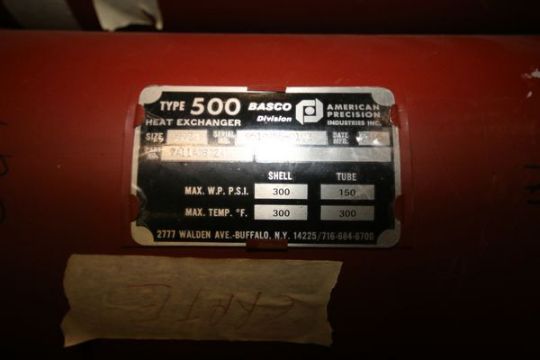 TYPE 500 BASCO AMERICAN
HEAT EXCHANGER Division PRECISION
INDUSTRIES INC.
SIZE SERIAL NO. DATE MFG.
SHELL TUBE
MAX. W.P. P.S.I. 300 150
MAX. TEMP. °F. 300 300
2777 WALDEN AVE.-BUFFALO, N.Y. 14225/716-684-6700